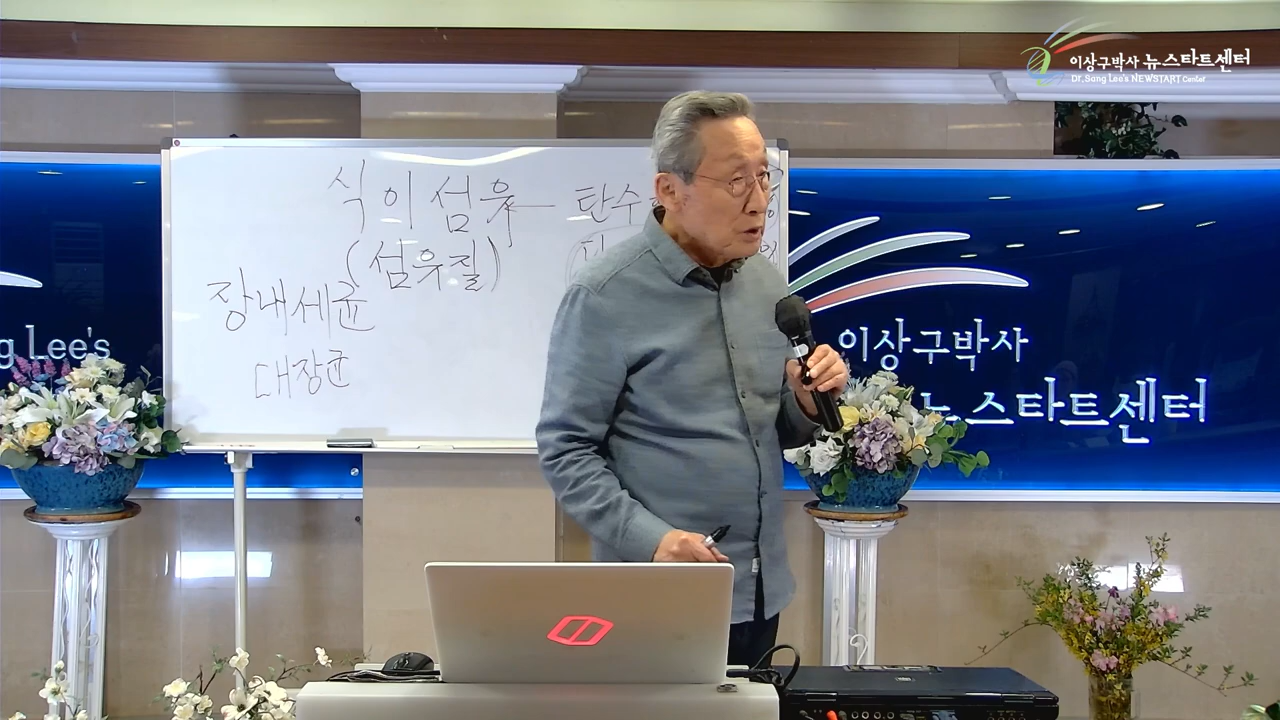 이상구박사 뉴스타트센터
Dr.Sang Lee's NEWSTART Center
식이섬유 탄수
(섬유질)
장내세균
대장균
g Lee's
이상구박사
뉴스타트센터